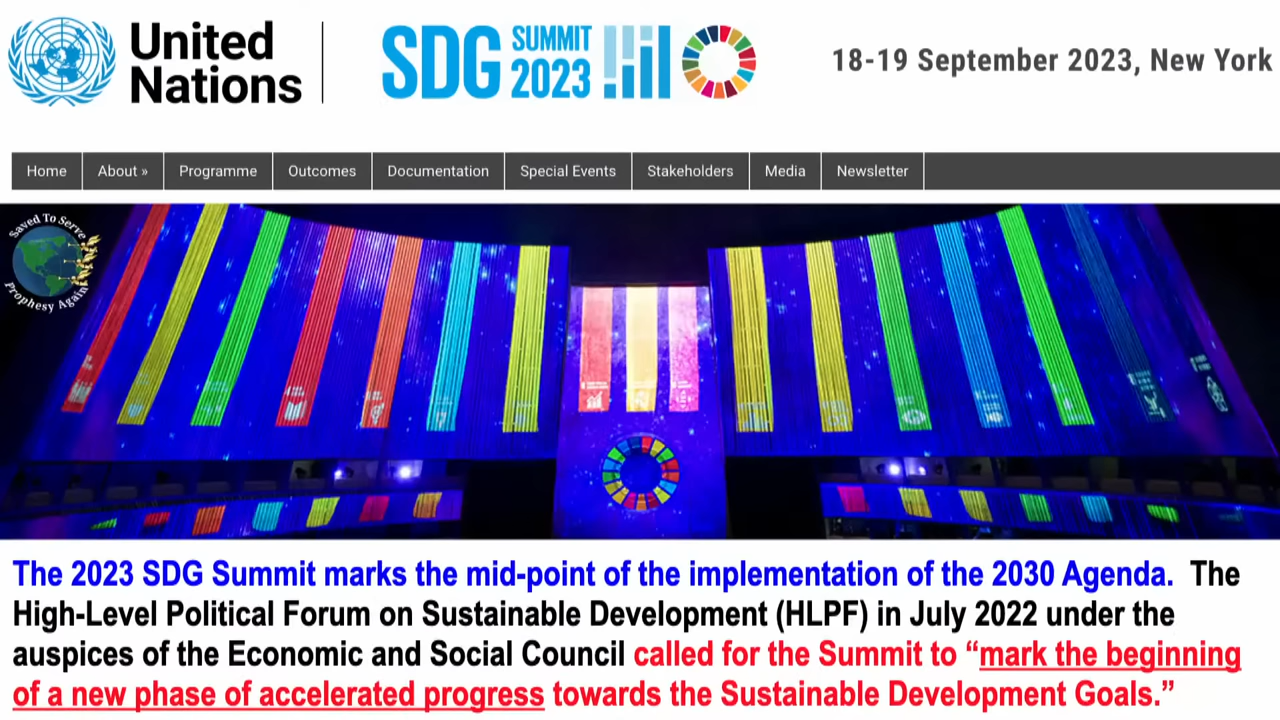 United
Nations
SDG SUMMIT
2023
18-19 September 2023, New York
Home About » Programme Outcomes Documentation Special Events Stakeholders Media Newsletter
Saved To Serve
Prophesy Again
The 2023 SDG Summit marks the mid-point of the implementation of the 2030 Agenda. The
High-Level Political Forum on Sustainable Development (HLPF) in July 2022 under the
auspices of the Economic and Social Council called for the Summit to “mark the beginning
of a new phase of accelerated progress towards the Sustainable Development Goals.”